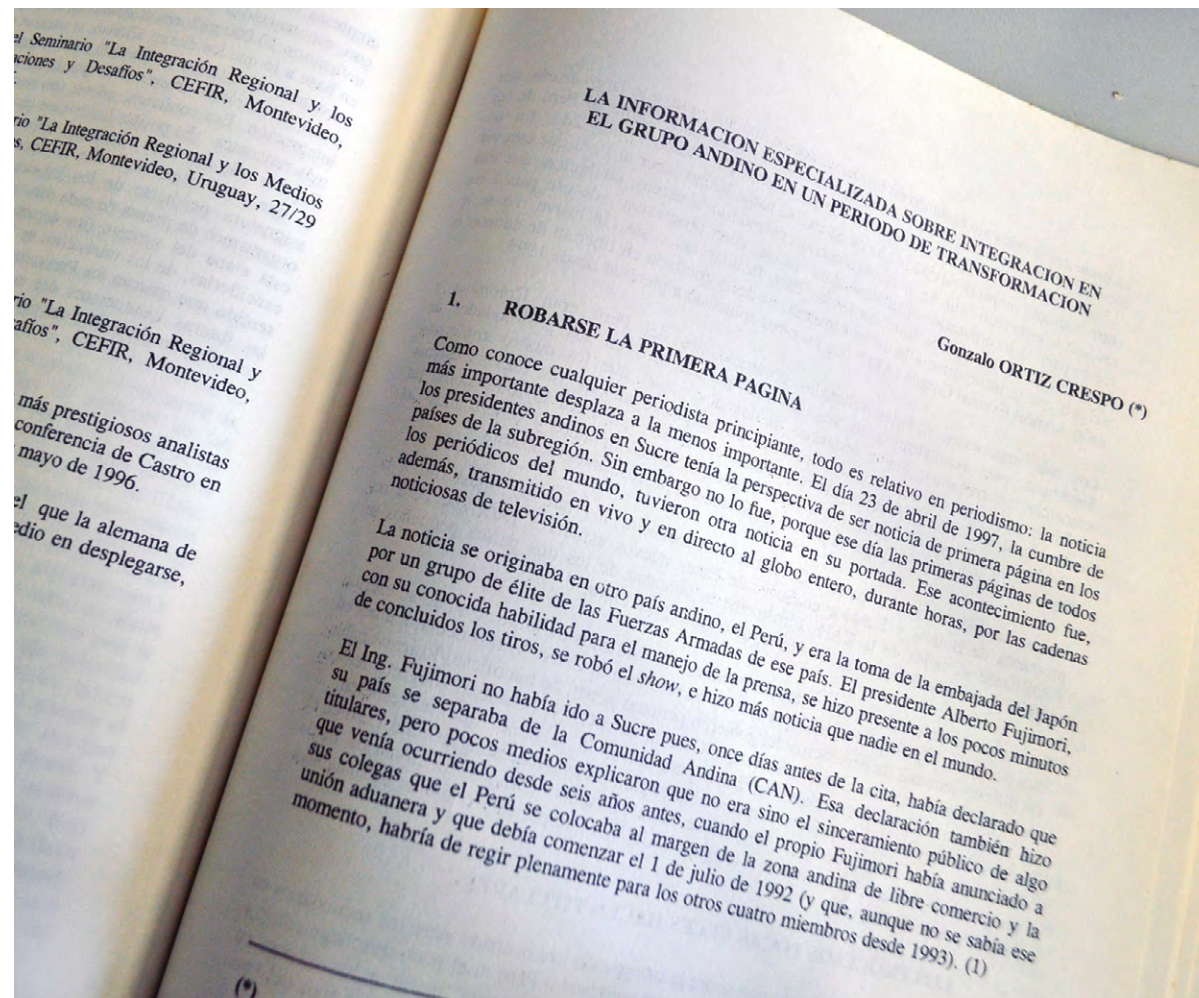 el Seminario "La Integración Regional y los
aciones y Desafíos", CEFIR, Montevideo,
rio "La Integración Regional y los Medios
s, CEFIR, Montevideo, Uruguay, 27/29
rio "La Integración Regional y
afíos", CEFIR, Montevideo,
más prestigiosos analistas
conferencia de Castro en
mayo de 1996.
el que la alemana de
edio en desplegarse,
LA INFORMACION ESPECIALIZADA SOBRE INTEGRACION EN
EL GRUPO ANDINO EN UN PERIODO DE TRANSFORMACION
Gonzalo ORTIZ CRESPO (*)
1. ROBARSE LA PRIMERA PAGINA
Como conoce cualquier periodista principiante, todo es relativo en periodismo: la noticia
más importante desplaza a la menos importante. El día 23 de abril de 1997, la cumbre de
los presidentes andinos en Sucre tenía la perspectiva de ser noticia de primera página en los
países de la subregión. Sin embargo no lo fue, porque ese día las primeras páginas de todos
los periódicos del mundo, tuvieron otra noticia en su portada. Ese acontecimiento fue,
además, transmitido en vivo y en directo al globo entero, durante horas, por las cadenas
noticiosas de televisión.
La noticia se originaba en otro país andino, el Perú, y era la toma de la embajada del Japón
por un grupo de élite de las Fuerzas Armadas de ese país. El presidente Alberto Fujimori,
con su conocida habilidad para el manejo de la prensa, se hizo presente a los pocos minutos
de concluidos los tiros, se robó el show, e hizo más noticia que nadie en el mundo.
El Ing. Fujimori no había ido a Sucre pues, once días antes de la cita, había declarado que
su país se separaba de la Comunidad Andina (CAN). Esa declaración también hizo
titulares, pero pocos medios explicaron que no era sino el sinceramiento público de algo
que venía ocurriendo desde seis años antes, cuando el propio Fujimori había anunciado a
sus colegas que el Perú se colocaba al margen de la zona andina de libre comercio y la
unión aduanera y que debía comenzar el 1 de julio de 1992 (y que, aunque no se sabía ese
momento, habría de regir plenamente para los otros cuatro miembros desde 1993). (1)
(*)